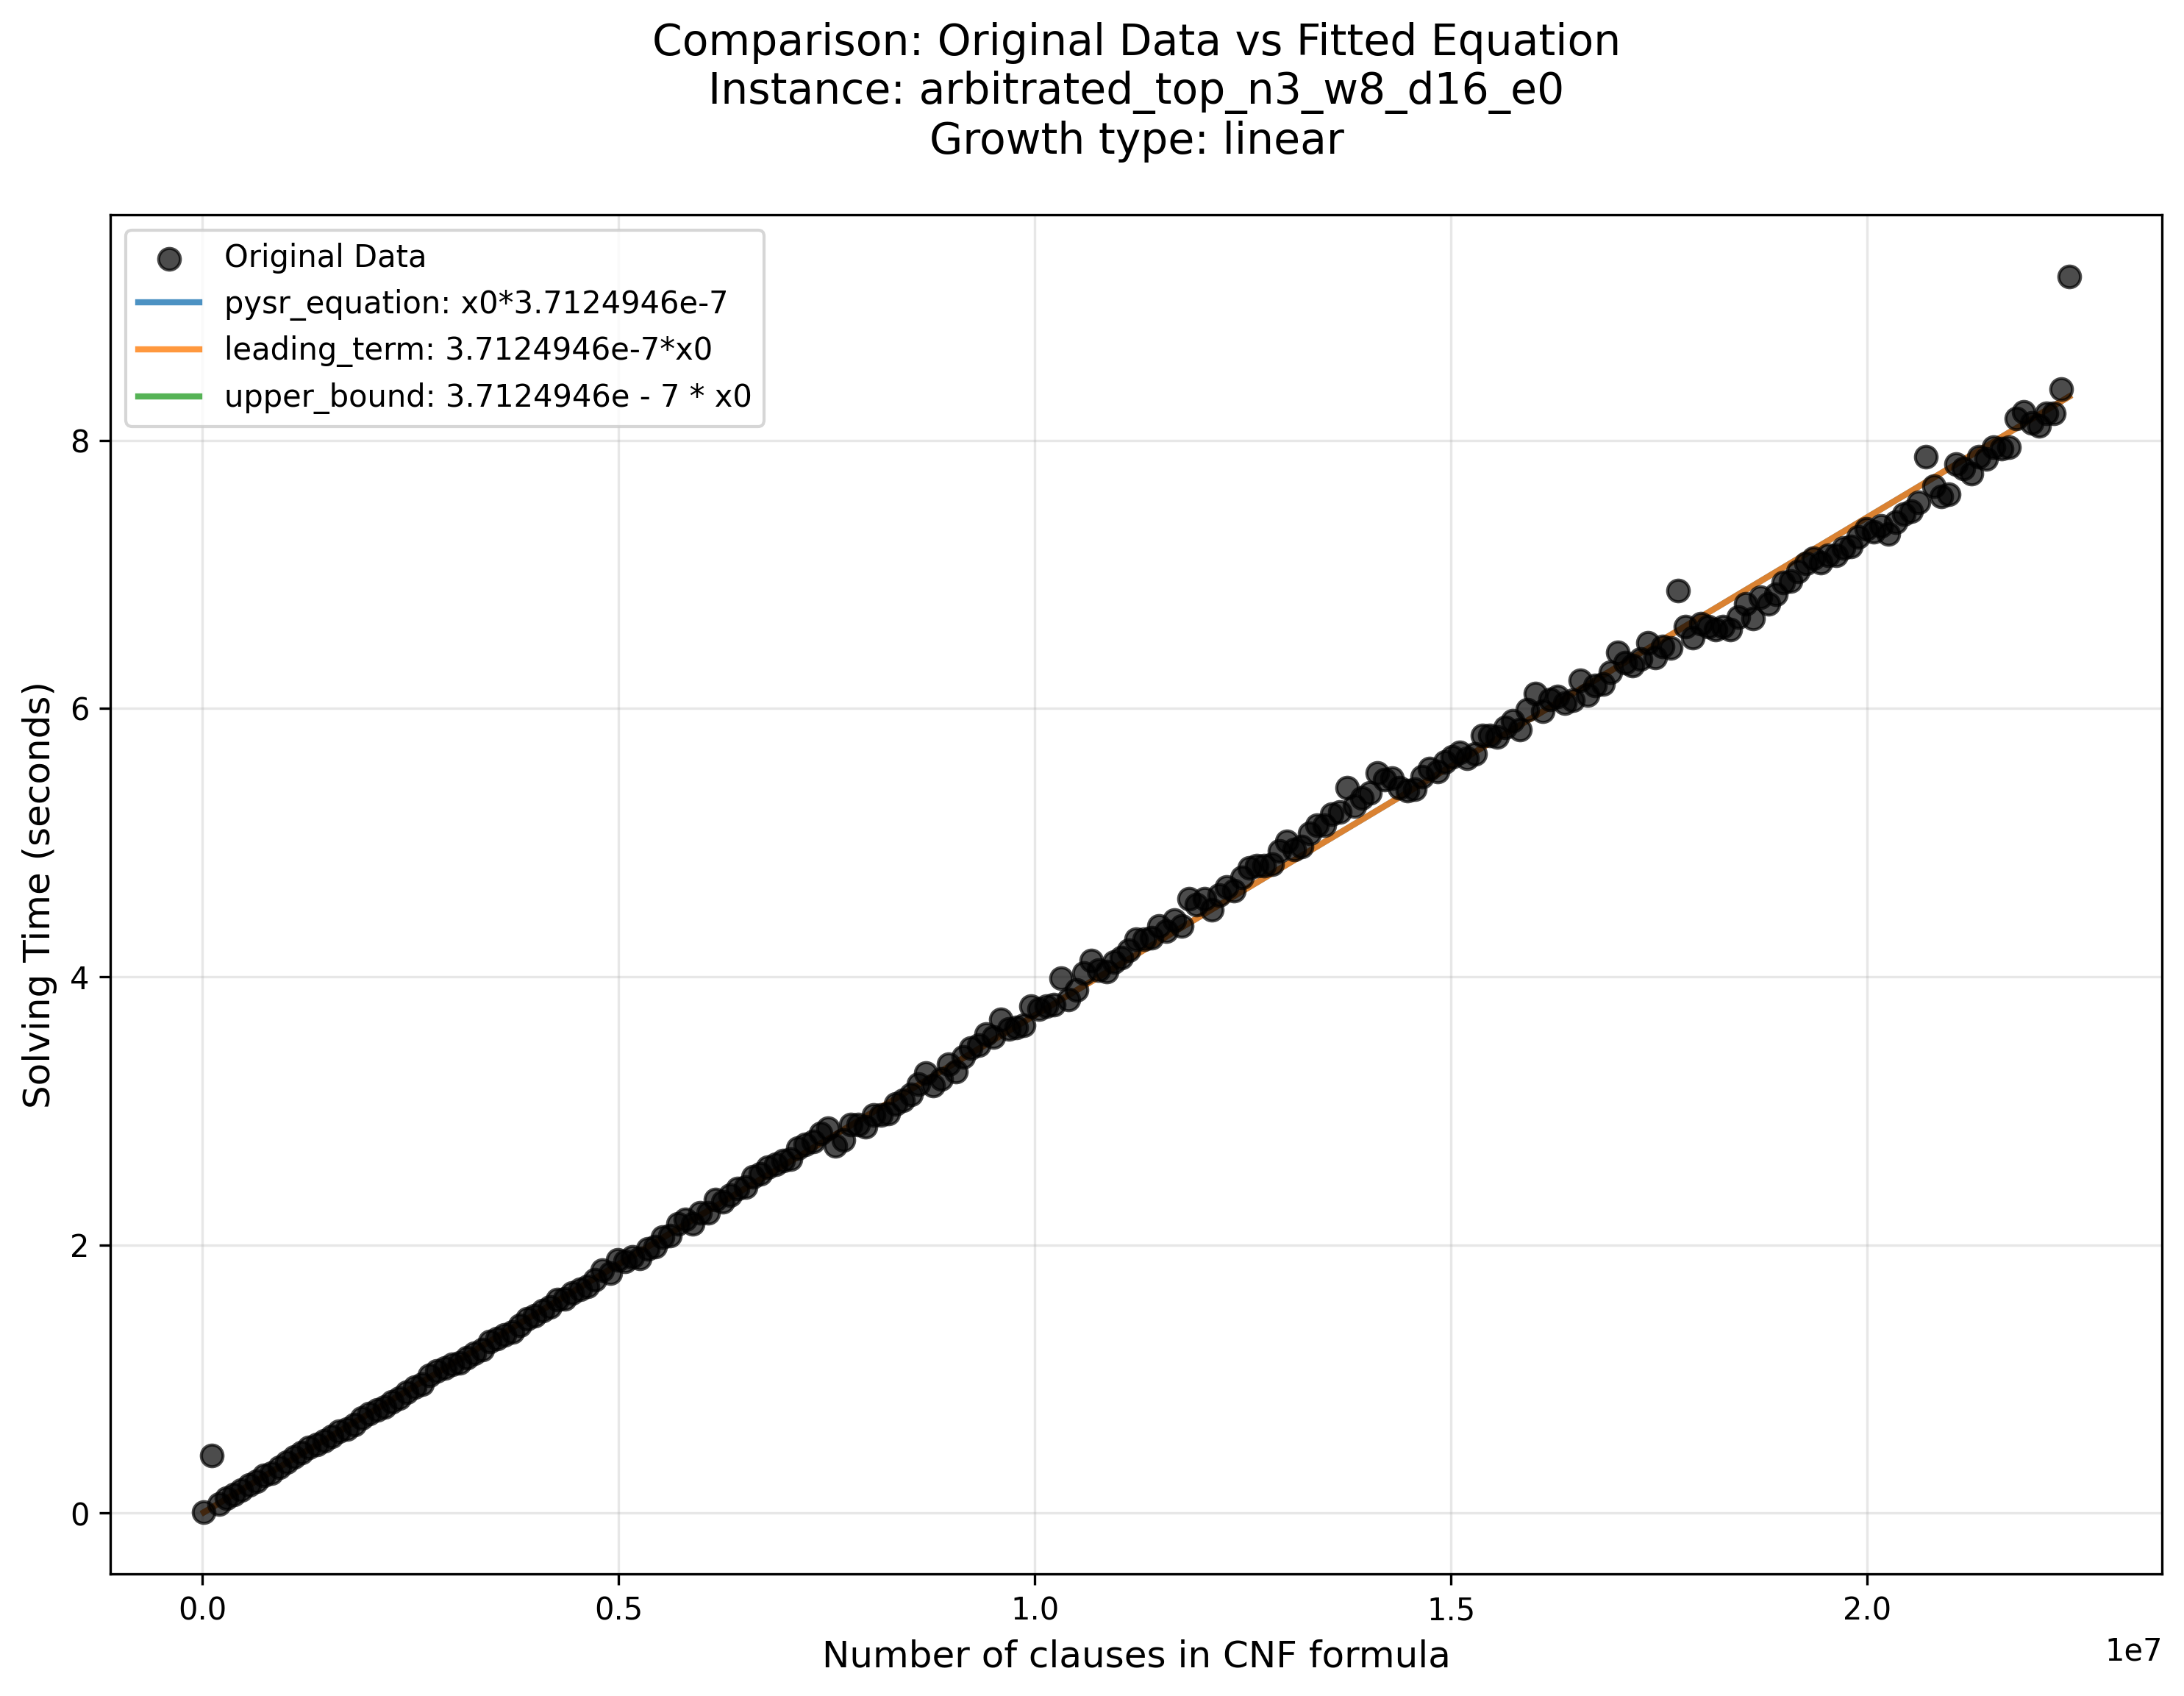 Comparison: Original Data vs Fitted Equation
Instance: arbitrated_top_n3_w8_d16_e0
Growth type: linear
Original Data
pysr_equation: x0*3.7124946e-7
leading_term: 3.7124946e-7*x0
upper_bound: 3.7124946e - 7 * x0
Solving Time (seconds)
8
6
4
2
0
0.0 0.5 1.0 1.5 2.0
1e7
Number of clauses in CNF formula